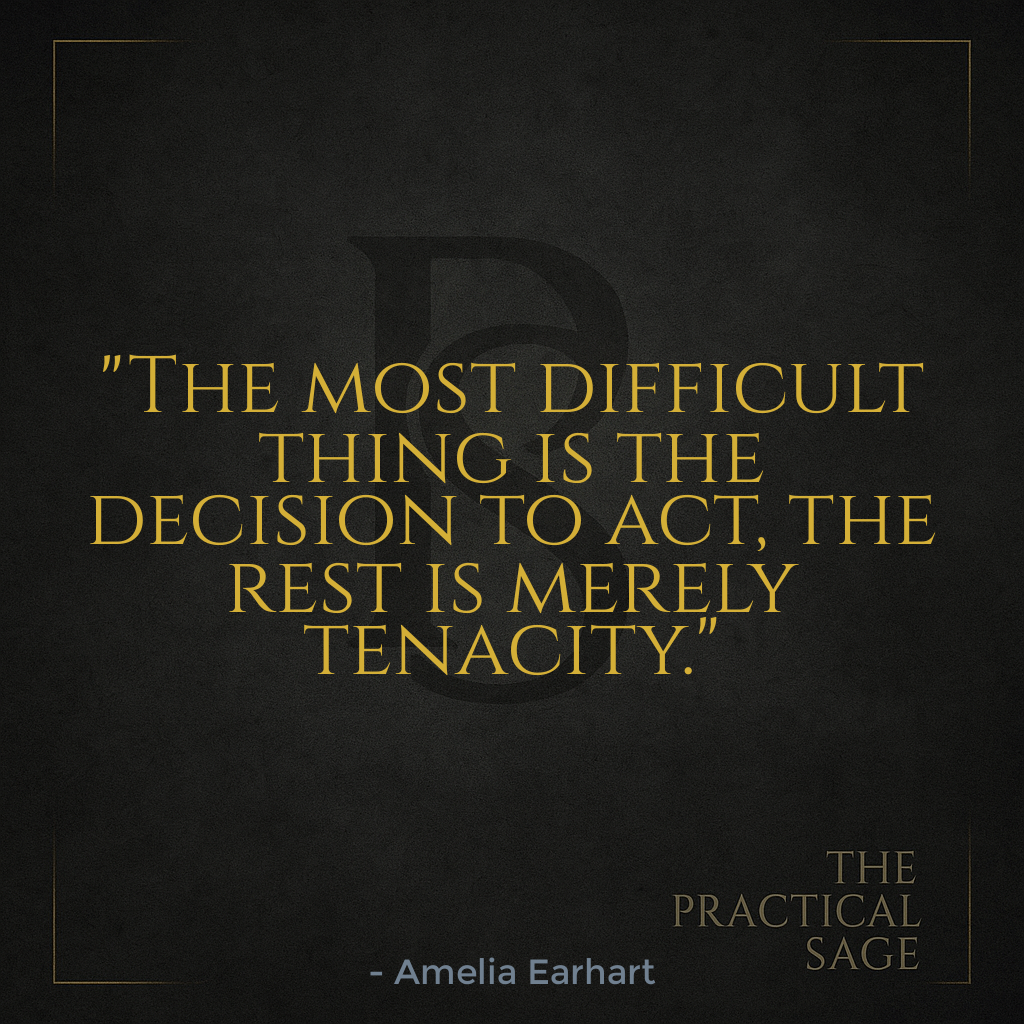 "The most difficult
thing is the
decision to act, the
rest is merely
tenacity."
THE
PRACTICAL
SAGE
- Amelia Earhart